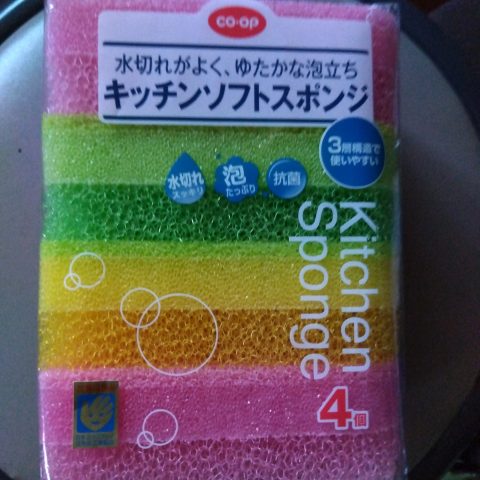 co-op
水切れがよく、ゆたかな泡立ち
キッチンソフトスポンジ
3層構造で
使いやすい
水切れ
スッキリ
泡
たっぷり
抗菌
Kitchen
Sponge
4個